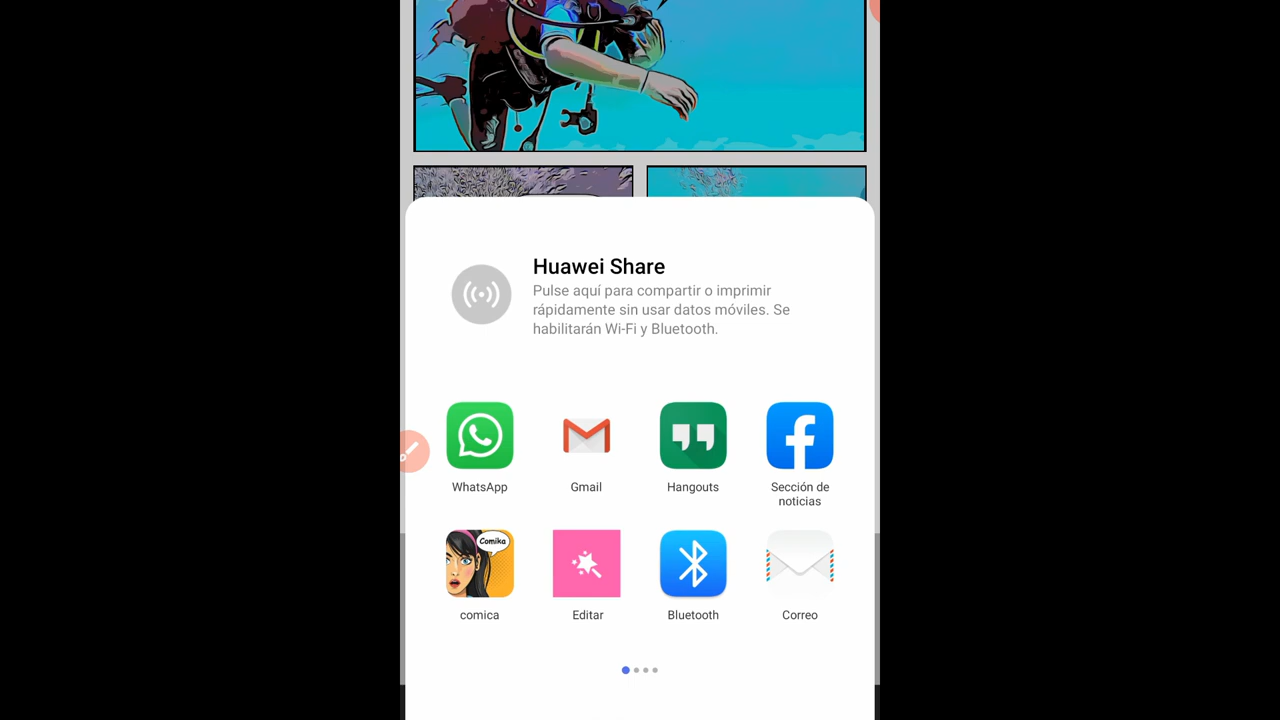 Huawei Share
Pulse aquí para compartir o imprimir
rápidamente sin usar datos móviles. Se
habilitarán Wi-Fi y Bluetooth.
WhatsApp
Gmail
Hangouts
Sección de
noticias
Comika
comica
Editar
Bluetooth
Correo